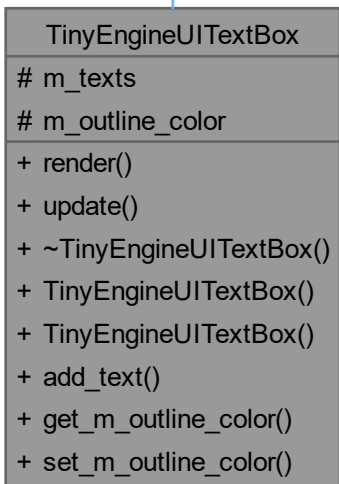 TinyEngineUITextBox
# m_texts
# m_outline_color
+ render()
+ update()
+ ~TinyEngineUITextBox()
+ TinyEngineUITextBox()
+ TinyEngineUITextBox()
+ add_text()
+ get_m_outline_color()
+ set_m_outline_color()